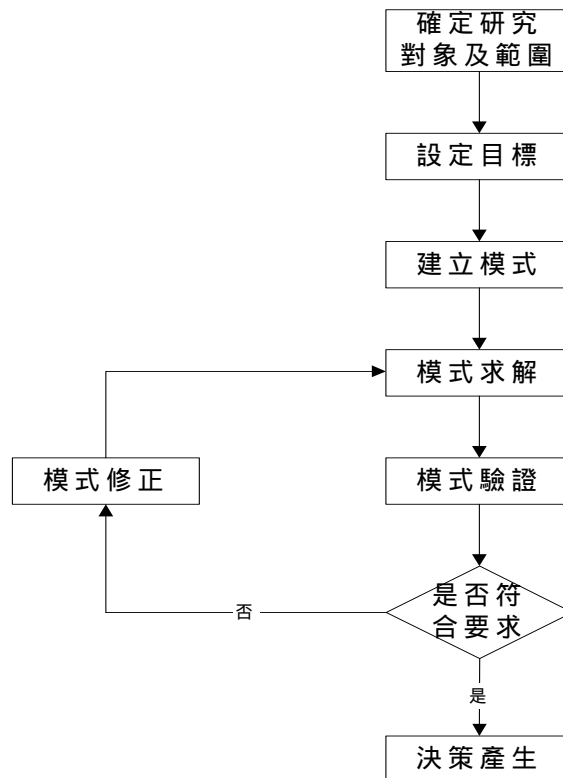 確定研究
對象及範圍
設定目標
建立模式
模式求解
模式修正
模式驗證
是否符
合要求
否
是
決策產生